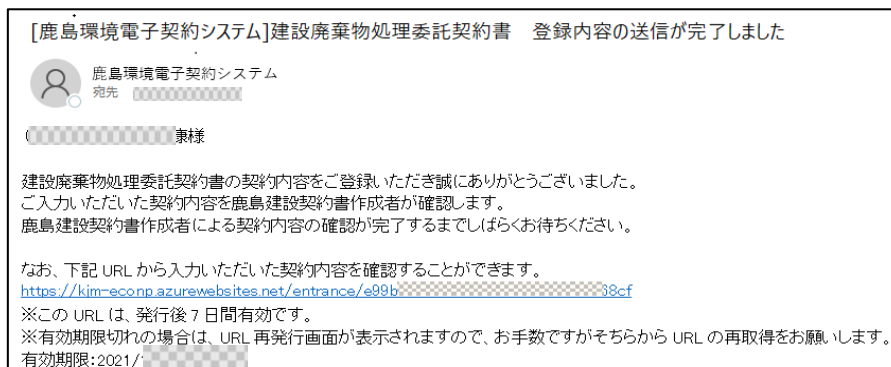 [鹿島環境電子契約システム]建設廃棄物処理委託契約書　登録内容の送信が完了しました
鹿島環境電子契約システム
宛先
康様
建設廃棄物処理委託契約書の契約内容をご登録いただき誠にありがとうございました。
ご入力いただいた契約内容を鹿島建設契約書作成者が確認します。
鹿島建設契約書作成者による契約内容の確認が完了するまでしばらくお待ちください。
なお、下記 URL から入力いただいた契約内容を確認することができます。
https://kjm-econp.azurewebsites.net/entrance/e99b 38cf
※この URL は、発行後 7 日間有効です。
※有効期限切れの場合は、URL 再発行画面が表示されますので、お手数ですがそちらから URL の再取得をお願いします。
有効期限:2021/